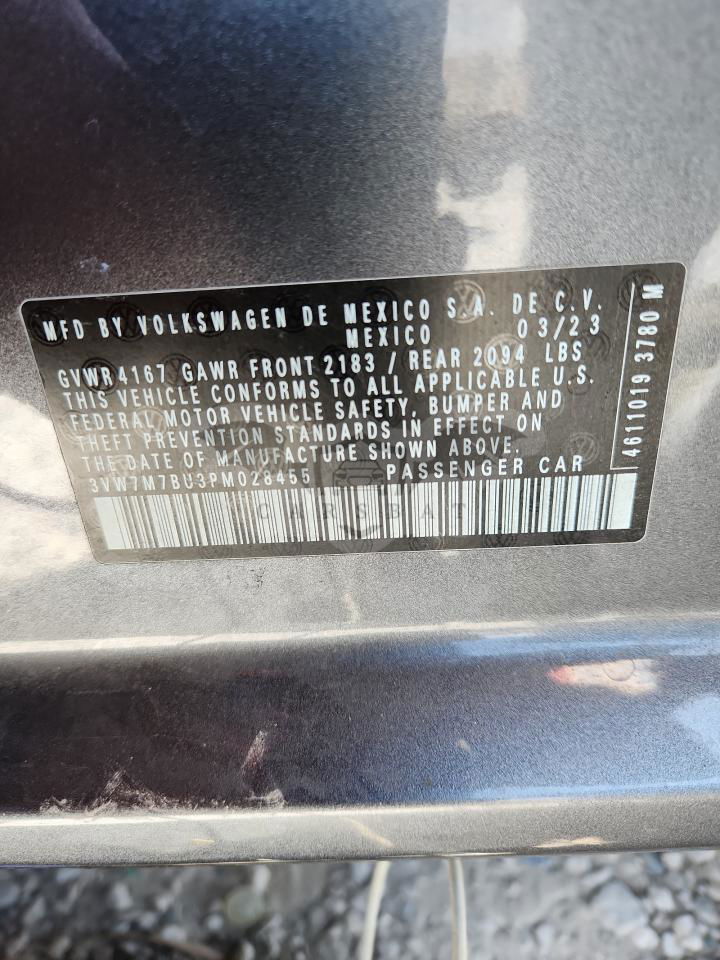 MFD BY VOLKSWAGEN DE MEXICO S.A. DE C.V.
MEXICO 03/23
GVWR 4167 GAWR FRONT 2183 / REAR 2094 LBS
THIS VEHICLE CONFORMS TO ALL APPLICABLE U.S.
FEDERAL MOTOR VEHICLE SAFETY, BUMPER AND
THEFT PREVENTION STANDARDS IN EFFECT ON
THE DATE OF MANUFACTURE SHOWN ABOVE.
3VW7M7BU3PM028455 PASSENGER CAR
4611019 3780 M
CARSBAT